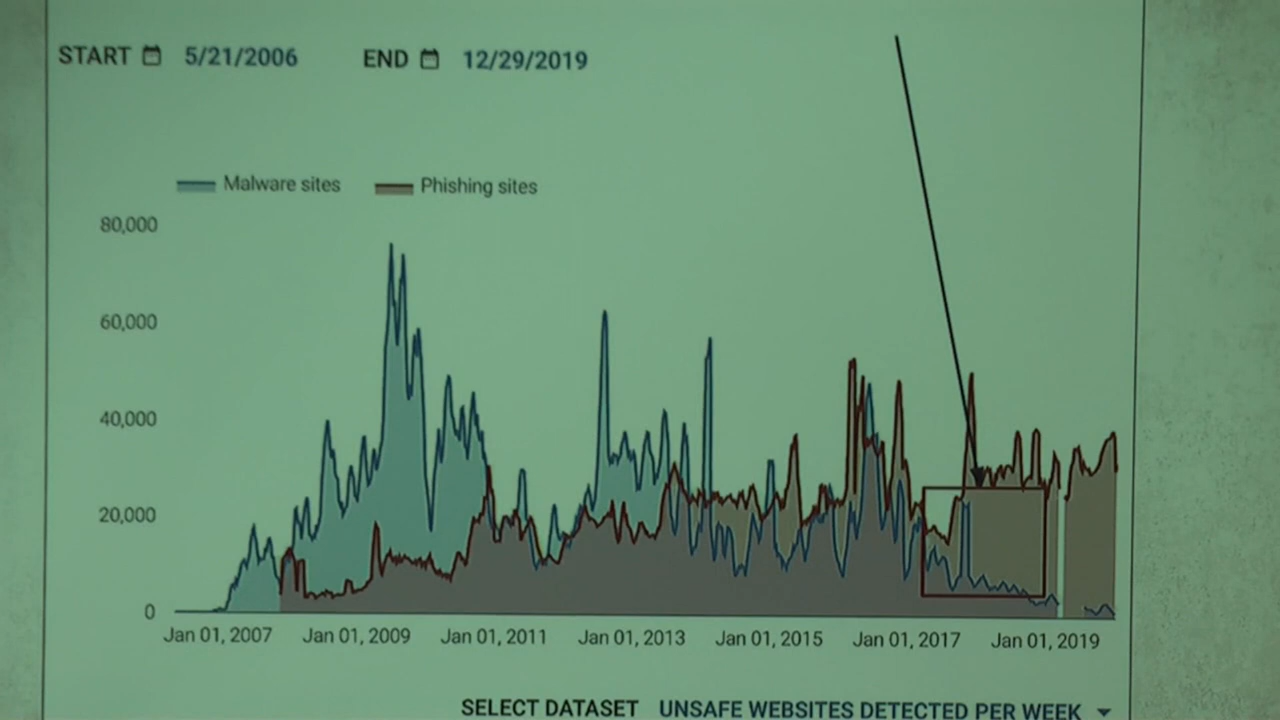 START 5/21/2006 END 12/29/2019
Malware sites Phishing sites
80,000
60,000
40,000
20,000
0
Jan 01, 2007 Jan 01, 2009 Jan 01, 2011 Jan 01, 2013 Jan 01, 2015 Jan 01, 2017 Jan 01, 2019
SELECT DATASET UNSAFE WEBSITES DETECTED PER WEEK